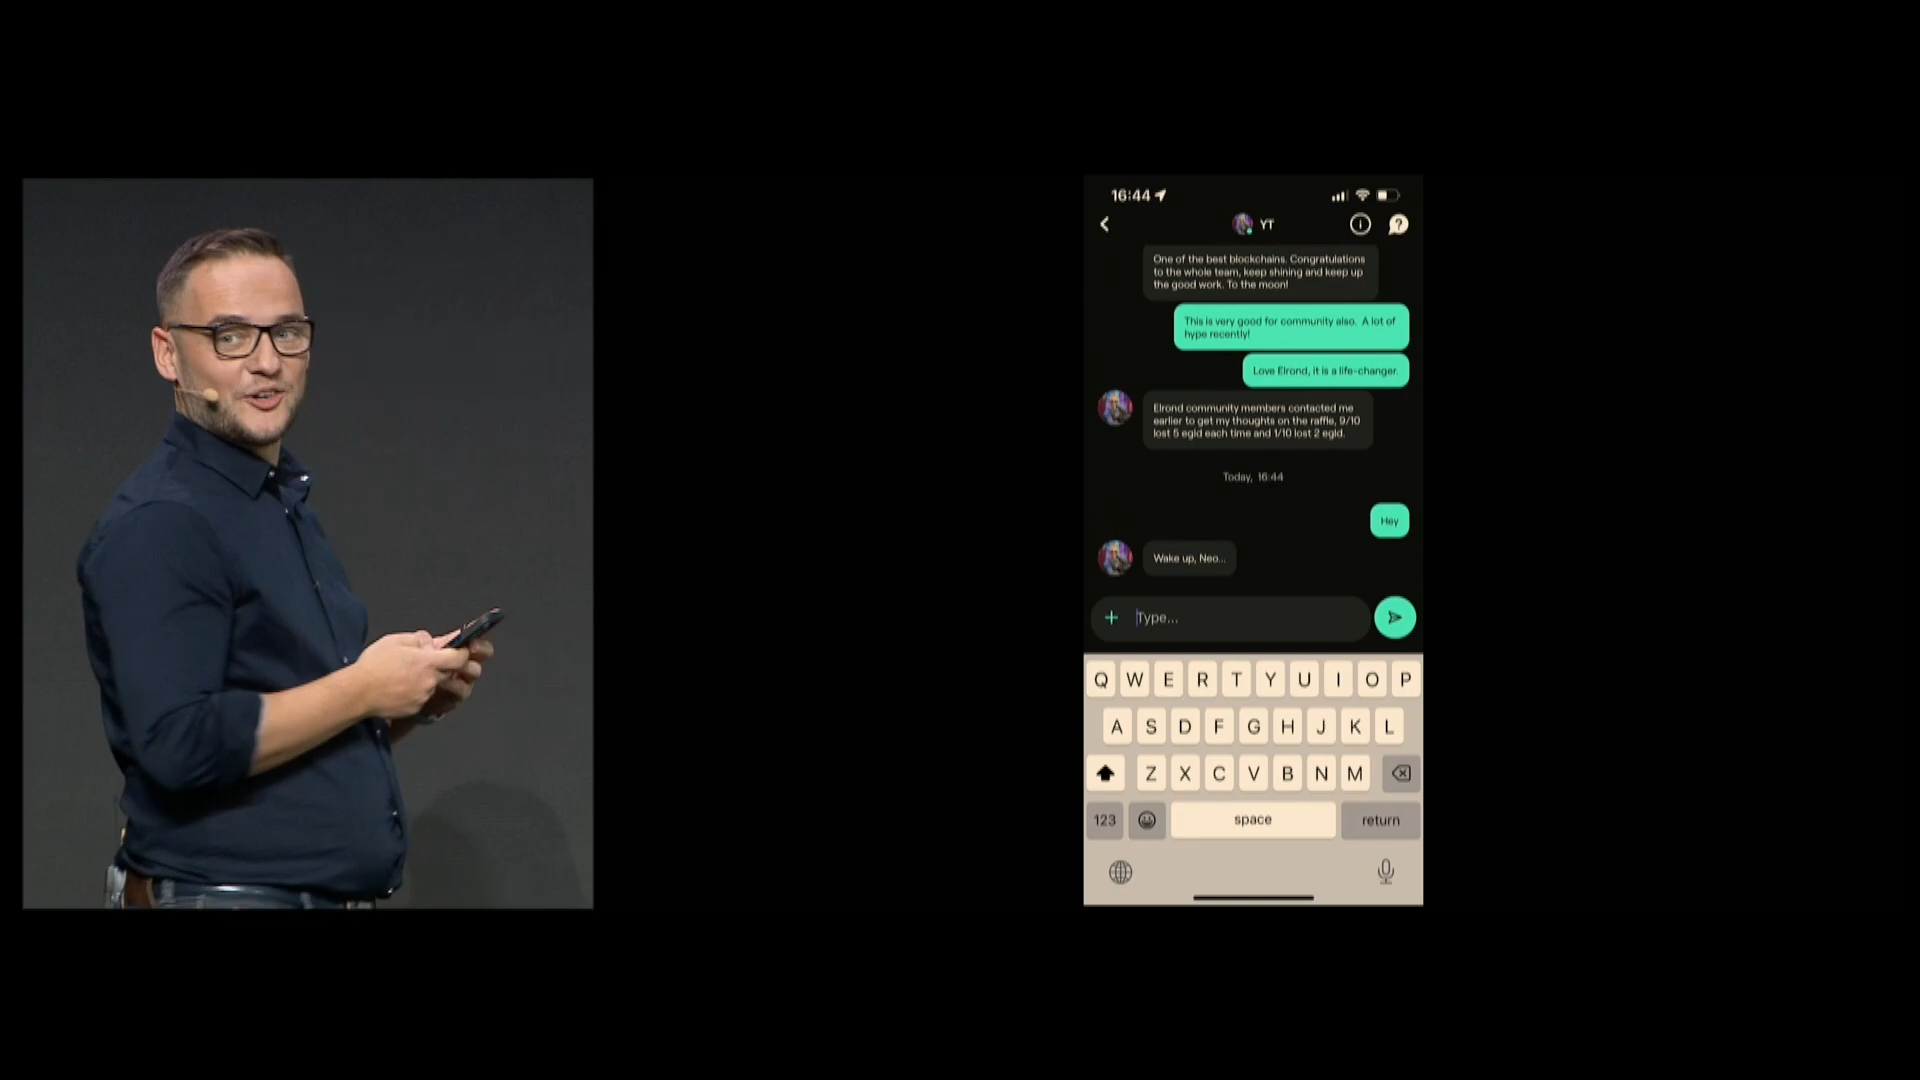 16:44
YT
One of the best blockchains. Congratulations
to the whole team, keep shining and keep up
the good work. To the moon!
This is very good for community also. A lot of
hype recently!
Love Elrond, it is a life-changer.
Elrond community members contacted me
earlier to get my thoughts on the raffle, 9/10
lost 5 egld each time and 1/10 lost 2 egld.
Today, 16:44
Hey
Wake up, Neo...
Type...
Q W E R T Y U I O P
A S D F G H J K L
Z X C V B N M
123 space return